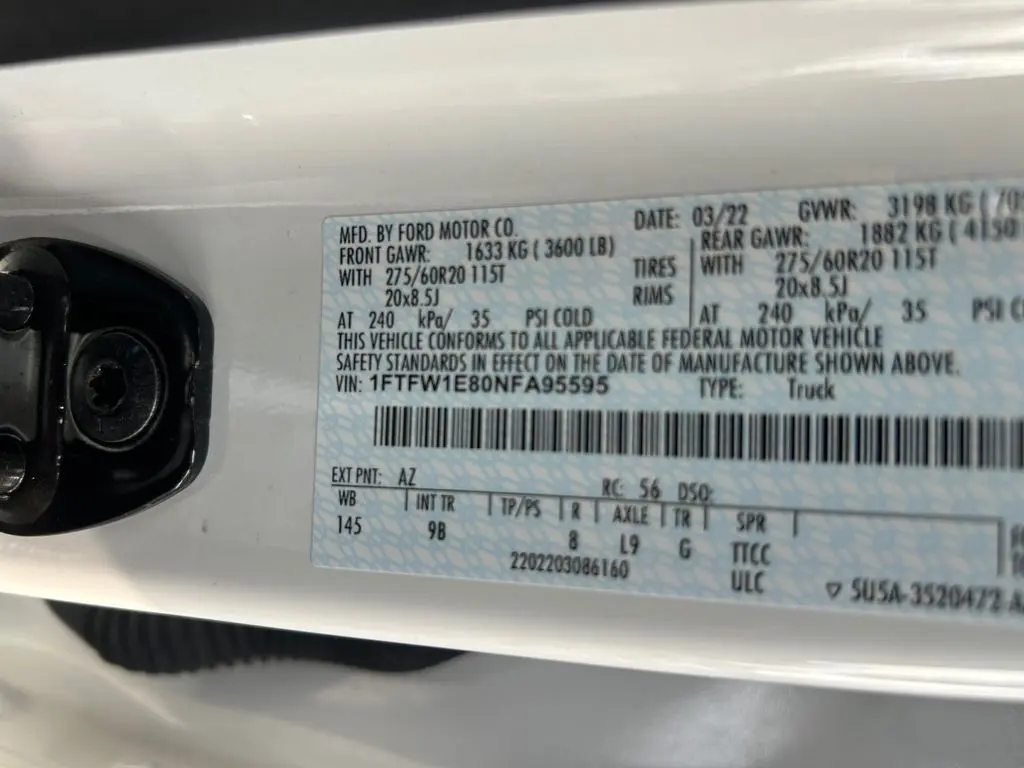 MFD. BY FORD MOTOR CO. DATE: 03/22 GVWR: 3198 KG
FRONT GAWR: 1633 KG ( 3600 LB) REAR GAWR: 1882 KG ( 4150
WITH 275/60R20 115T TIRES WITH 275/60R20 115T
20x8.5J RIMS 20x8.5J
AT 240 kPa/ 35 PSI COLD AT 240 kPa/ 35 PSI
THIS VEHICLE CONFORMS TO ALL APPLICABLE FEDERAL MOTOR VEHICLE
SAFETY STANDARDS IN EFFECT ON THE DATE OF MANUFACTURE SHOWN ABOVE.
VIN: 1FTFW1E80NFA95595 TYPE: Truck
EXT PNT: AZ RC: 56 DSO:
WB INT TR TP/PS R AXLE TR SPR
145 9B 8 L9 G TTCC
2202203086160 ULC
▽ 5U5A-3520472-A